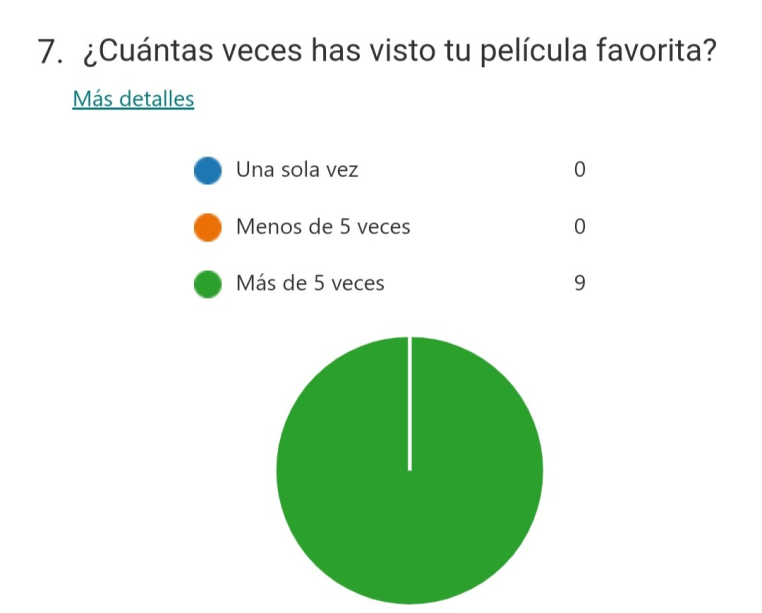 7. ¿Cuántas veces has visto tu película favorita?
Más detalles
Una sola vez 0
Menos de 5 veces 0
Más de 5 veces 9